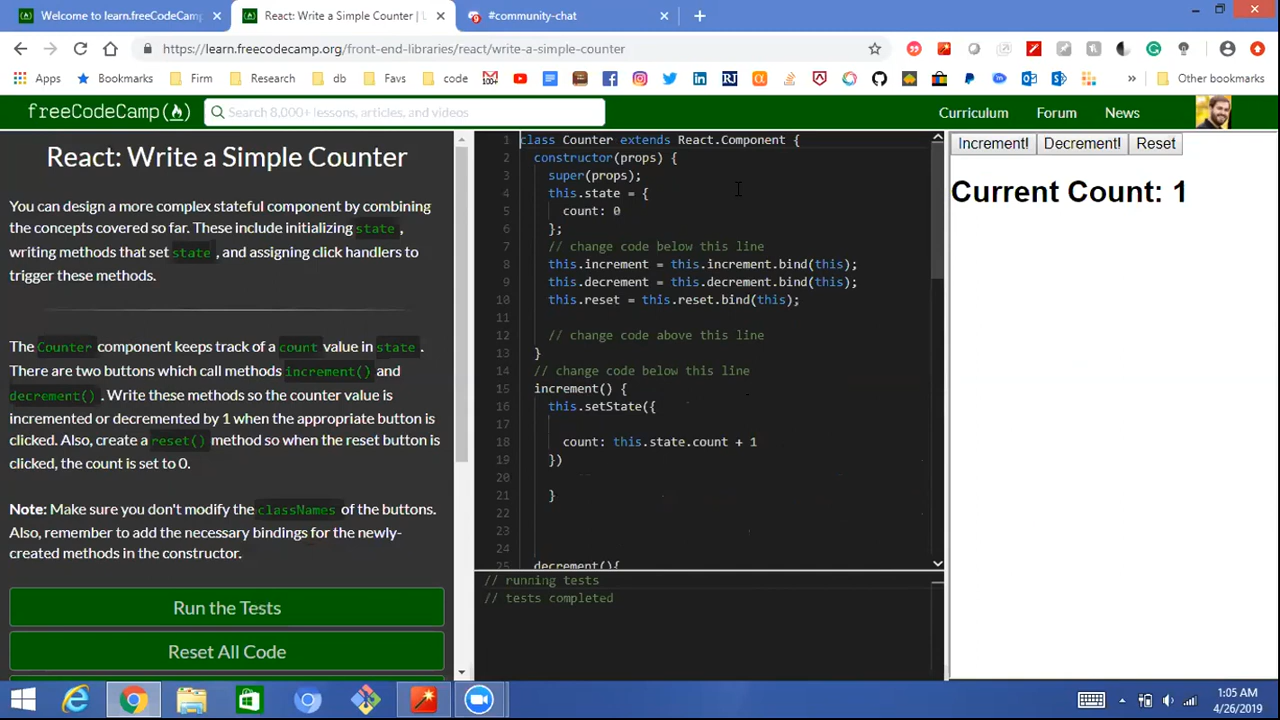 Welcome to learn.freeCodeCamp
React: Write a Simple Counter | L
#community-chat
https://learn.freecodecamp.org/front-end-libraries/react/write-a-simple-counter
Apps
Bookmarks
Firm
Research
db
Favs
code
100+
RJ
»
Other bookmarks
freeCodeCamp
Search 8,000+ lessons, articles, and videos
Curriculum
Forum
News
React: Write a Simple Counter
You can design a more complex stateful component by combining
the concepts covered so far. These include initializing state,
writing methods that set state, and assigning click handlers to
trigger these methods.
The Counter component keeps track of a count value in state.
There are two buttons which call methods increment() and
decrement(). Write these methods so the counter value is
incremented or decremented by 1 when the appropriate button is
clicked. Also, create a reset() method so when the reset button is
clicked, the count is set to 0.
Note: Make sure you don't modify the classNames of the buttons.
Also, remember to add the necessary bindings for the newly-
created methods in the constructor.
Run the Tests
Reset All Code
1 class Counter extends React.Component {
2 constructor(props) {
3 super(props);
4 this.state = {
5 count: 0
6 };
7 // change code below this line
8 this.increment = this.increment.bind(this);
9 this.decrement = this.decrement.bind(this);
10 this.reset = this.reset.bind(this);
11
12 // change code above this line
13 }
14 // change code below this line
15 increment() {
16 this.setState({
17
18 count: this.state.count + 1
19 })
20
21 }
22
23
24
25 decrement(){
// running tests
// tests completed
Increment!
Decrement!
Reset
Current Count: 1
1:05 AM
4/26/2019